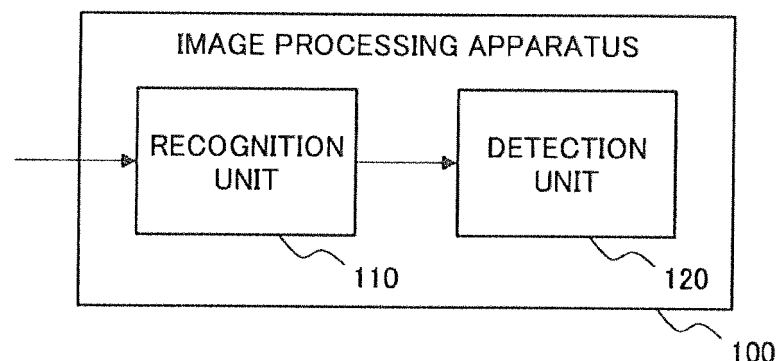 IMAGE PROCESSING APPARATUS
RECOGNITION
UNIT
DETECTION
UNIT
110
120
100